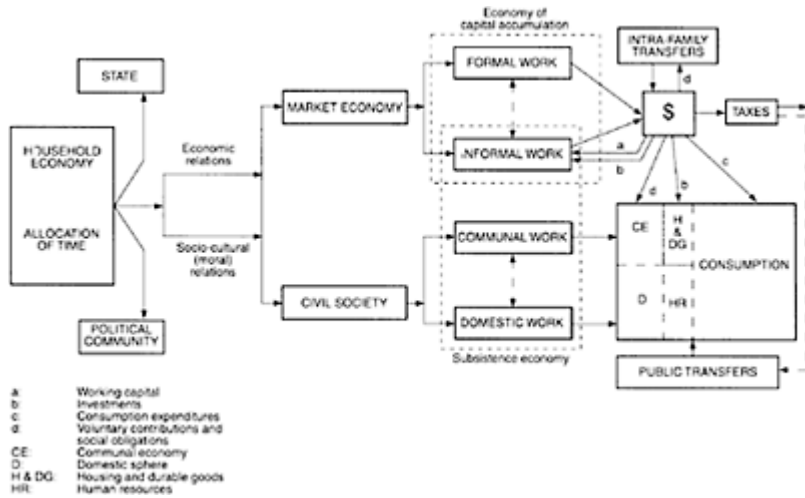 Economy of
capital accumulation
INTRA-FAMILY
TRANSFERS
d
STATE
FORMAL WORK
MARKET ECONOMY
$
TAXES
HOUSEHOLD
ECONOMY
Economic
relations
INFORMAL WORK
a
b
c
d
b
ALLOCATION
OF TIME
Socio-cultural
(moral)
relations
COMMUNAL WORK
CE
H
&
DG
CONSUMPTION
CIVIL SOCIETY
D
HR
DOMESTIC WORK
POLITICAL
COMMUNITY
Subsistence economy
PUBLIC TRANSFERS
a: Working capital
b: Investments
c: Consumption expenditures
d: Voluntary contributions and
social obligations
CE: Communal economy
D: Domestic sphere
H & DG: Housing and durable goods
HR: Human resources